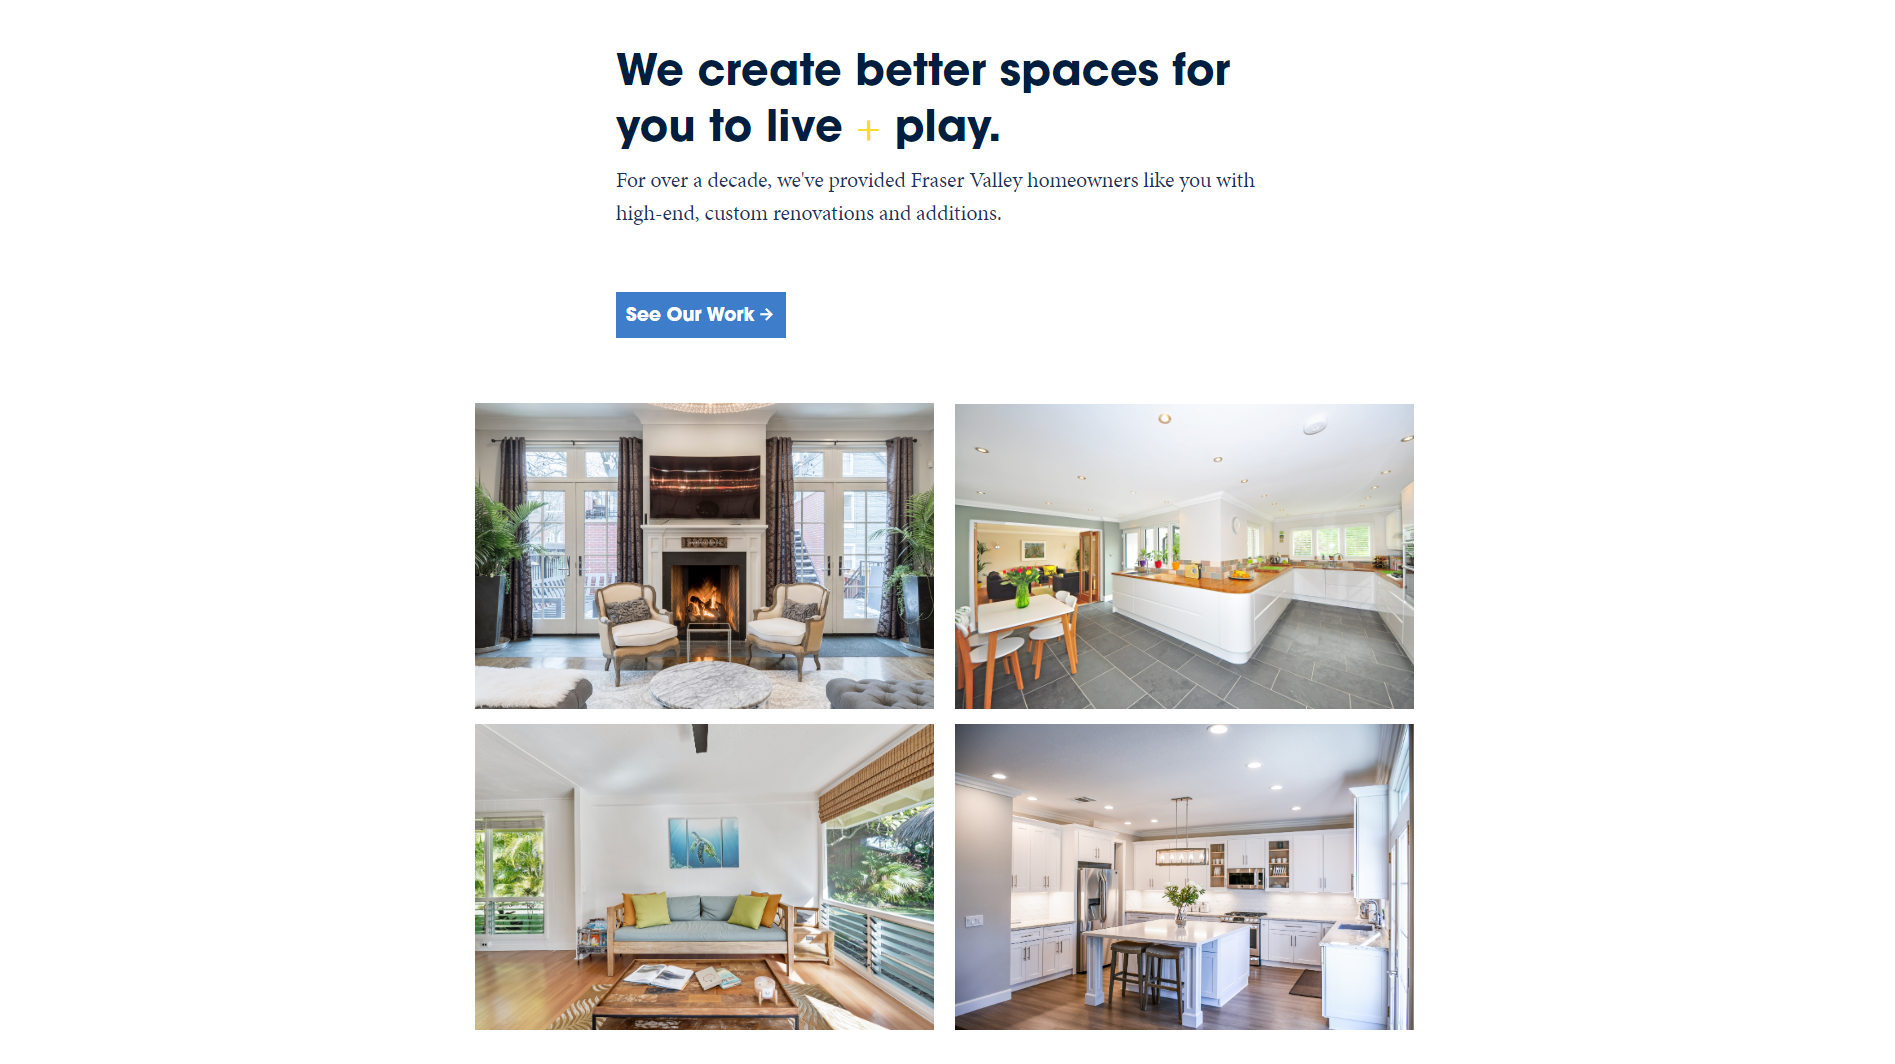 We create better spaces for
you to live + play.
For over a decade, we've provided Fraser Valley homeowners like you with
high-end, custom renovations and additions.
See Our Work →